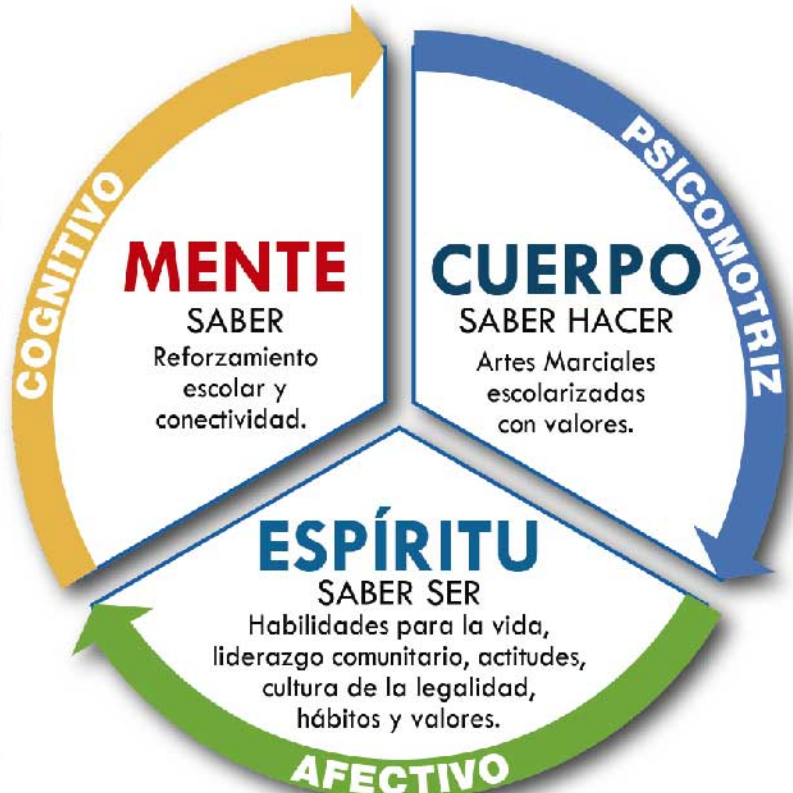 COGNITIVO
MENTE
SABER
Reforzamiento
escolar y
conectividad.
PSICOMOTRIZ
CUERPO
SABER HACER
Artes Marciales
escolarizadas
con valores.
ESPÍRITU
SABER SER
Habilidades para la vida,
liderazgo comunitario, actitudes,
cultura de la legalidad,
hábitos y valores.
AFECTIVO